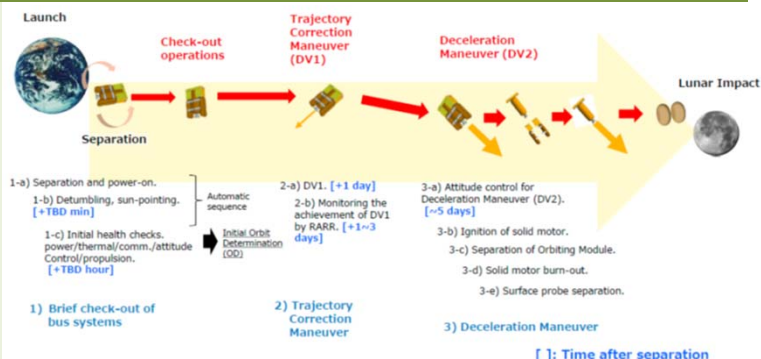 Launch
Trajectory
Correction
Maneuver
(DV1)
Check-out
operations
Deceleration
Maneuver (DV2)
Lunar Impact
Separation
1-a) Separation and power-on.
1-b) Detumbling, sun-pointing.
[+TBD min]
Automatic
sequence
1-c) Initial health checks.
power/thermal/comm./attitude
Control/propulsion.
[+TBD hour]
Initial Orbit
Determination
(OD)
2-a) DV1. [+1 day]
2-b) Monitoring the
achievement of DV1
by RARR. [+1~3
days]
3-a) Attitude control for
Deceleration Maneuver (DV2).
[~5 days]
3-b) Ignition of solid motor.
3-c) Separation of Orbiting Module.
3-d) Solid motor burn-out.
3-e) Surface probe separation.
1) Brief check-out of
bus systems
2) Trajectory
Correction
Maneuver
3) Deceleration Maneuver
[ ]: Time after separation